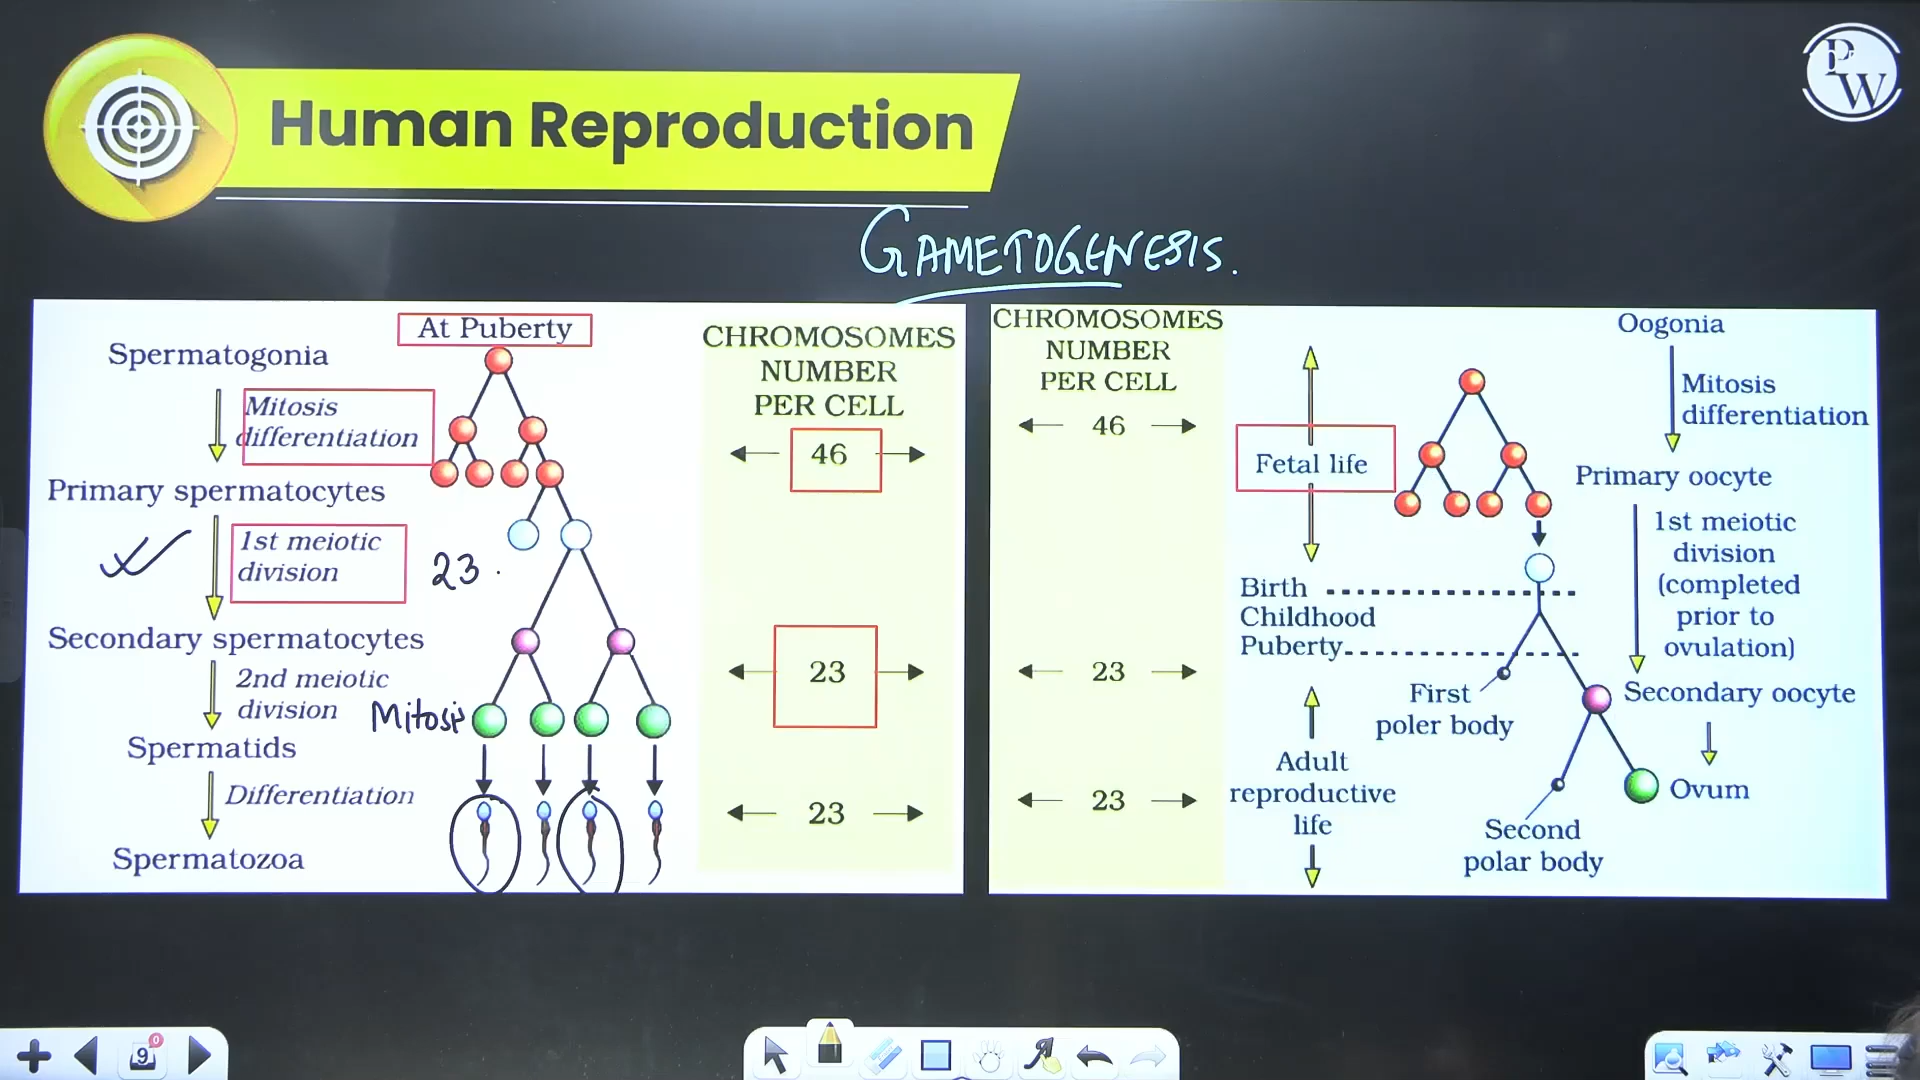 PW
Human Reproduction
GAMETOGENESIS.
At Puberty
Spermatogonia
Mitosis
differentiation
Primary spermatocytes
1st meiotic
division
23
Secondary spermatocytes
2nd meiotic
division
Mitosis
Spermatids
Differentiation
Spermatozoa
CHROMOSOMES
NUMBER
PER CELL
46
23
23
CHROMOSOMES
NUMBER
PER CELL
46
23
23
Fetal life
Birth
Childhood
Puberty
Adult
reproductive
life
First
poler body
Second
polar body
Oogonia
Mitosis
differentiation
Primary oocyte
1st meiotic
division
(completed
prior to
ovulation)
Secondary oocyte
Ovum
9
0